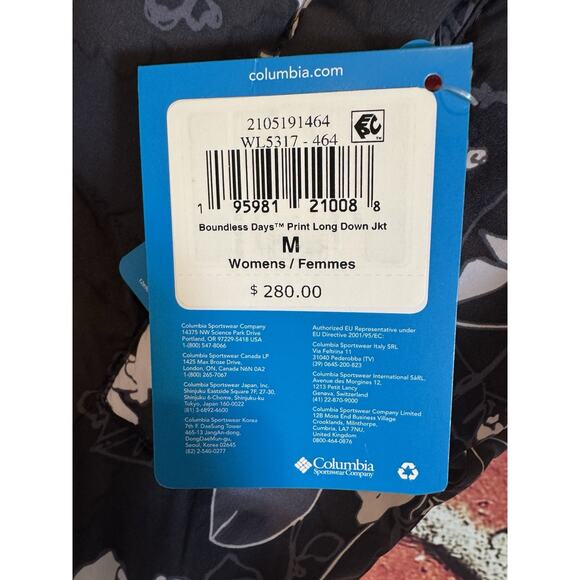 columbia.com
2105191464
WL5317 - 464
1 95981 21008 8
Boundless Days™ Print Long Down Jkt
M
Womens / Femmes
$ 280.00
Columbia Sportswear Company
14375 NW Science Park Drive
Portland, OR 97229-5418 USA
1-(800) 547-8066
Columbia Sportswear Canada LP
1425 Max Brose Drive,
London, ON, Canada N6N 0A2
1-(800) 265-7067
Columbia Sportswear Japan, Inc.
Shinjuku Eastside Square 7F, 27-30,
Shinjuku 6-Chome, Shinjuku-ku
Tokyo, Japan 160-0022
(81) 3-6892-4600
Columbia Sportswear Korea
7th F. DaeSung Tower
465-13 JangAn-dong,
DongDaeMun-gu,
Seoul, Korea 02645
(82) 2-540-0277
Authorized EU Representative under
EU Directive 2001/95/EC:
Columbia Sportswear Italy SRL
Via Feltrina 11
31040 Pederobba (TV)
(39) 0645-200-823
Columbia Sportswear International SáRL.
Avenue des Morgines 12,
1213 Petit Lancy
Geneva, Switzerland
(41) 22-870-9000
Columbia Sportswear Company Limited
12B Moss End Business Village
Crooklands, Milnthorpe,
Cumbria, LA7 7NU,
United Kingdom
0800-464-0876
Columbia
Sportswear Company